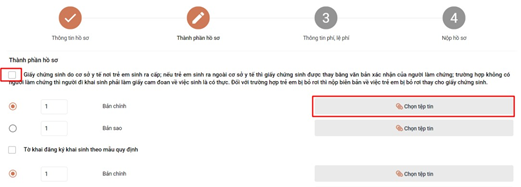 3
4
Thông tin hồ sơ
Thành phần hồ sơ
Thông tin phí, lệ phí
Nộp hồ sơ
Thành phần hồ sơ
Giấy chứng sinh do cơ sở y tế nơi trẻ em sinh ra cấp; nếu trẻ em sinh ra ngoài cơ sở y tế thì giấy chứng sinh được thay bằng văn bản xác nhận của người làm chứng; trường hợp không có
người làm chứng thì người đi khai sinh phải làm giấy cam đoan về việc sinh là có thực. Đối với trường hợp trẻ em bị bỏ rơi thì nộp biên bản về việc trẻ em bị bỏ rơi thay cho giấy chứng sinh.
1
Bản chính
Chọn tệp tin
1
Bản sao
Chọn tệp tin
Tờ khai đăng ký khai sinh theo mẫu quy định
1
Bản chính
Chọn tệp tin